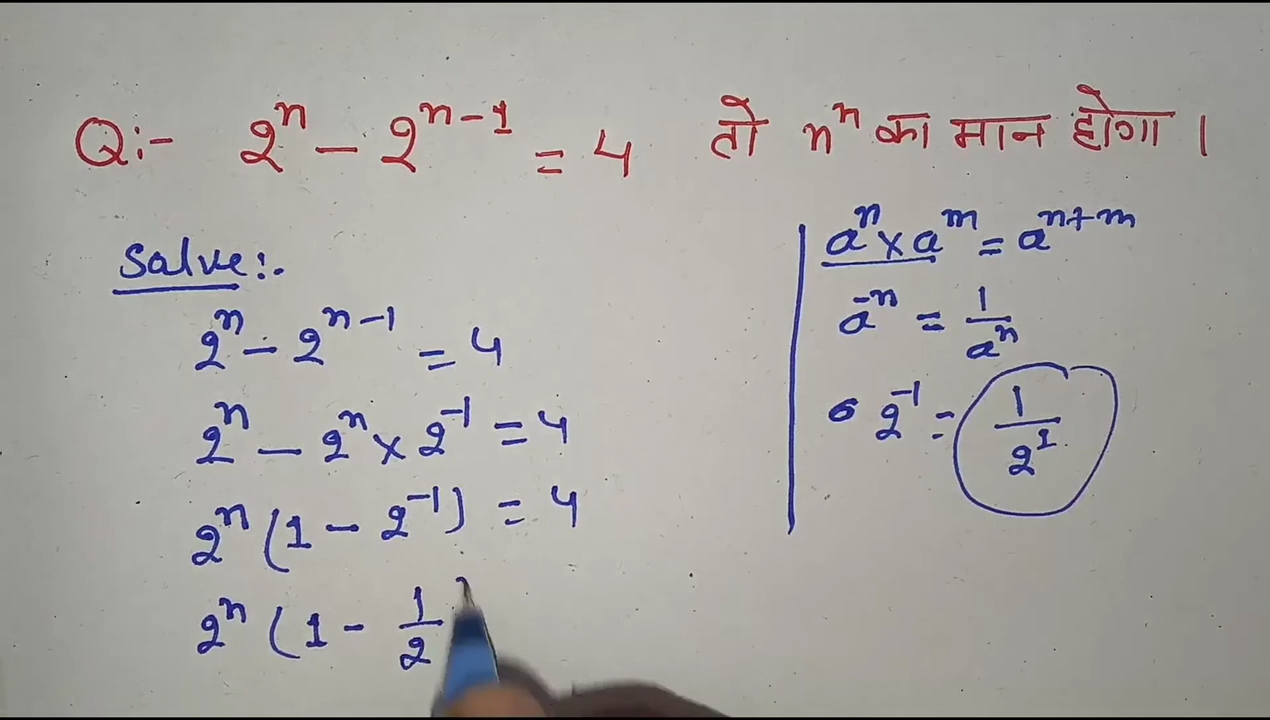 Q:- 2ⁿ - 2ⁿ⁻¹ = 4 तो nⁿ का मान होगा ।
Salve:.
2ⁿ - 2ⁿ⁻¹ = 4
2ⁿ - 2ⁿ × 2⁻¹ = 4
2ⁿ (1 - 2⁻¹) = 4
2ⁿ (1 - 1/2
aⁿ × aᵐ = aⁿ⁺ᵐ
a⁻ⁿ = 1/aⁿ
2⁻¹ = 1/2¹